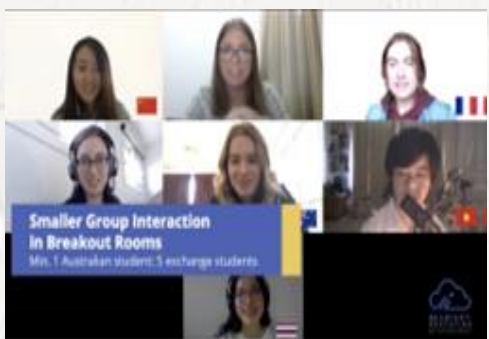 Smaller Group Interaction
in Breakout Rooms
Min. 1 Australian student: 5 exchange students